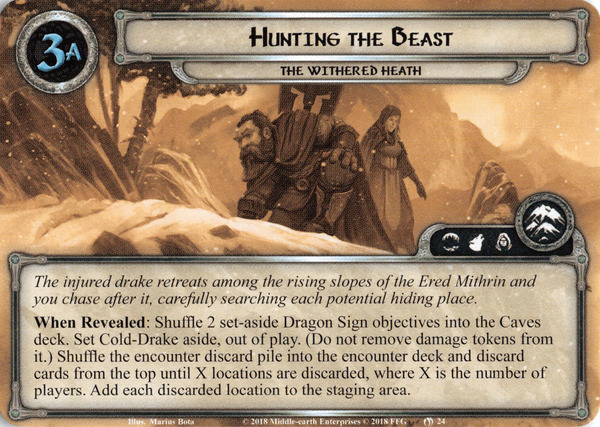 3A
HUNTING THE BEAST
THE WITHERED HEATH
The injured drake retreats among the rising slopes of the Ered Mithrin and
you chase after it, carefully searching each potential hiding place.
When Revealed: Shuffle 2 set-aside Dragon Sign objectives into the Caves
deck. Set Cold-Drake aside, out of play. (Do not remove damage tokens from
it.) Shuffle the encounter discard pile into the encounter deck and discard
cards from the top until X locations are discarded, where X is the number of
players. Add each discarded location to the staging area.
Illus. Marius Bota © 2018 Middle-earth Enterprises © 2018 FFG 24